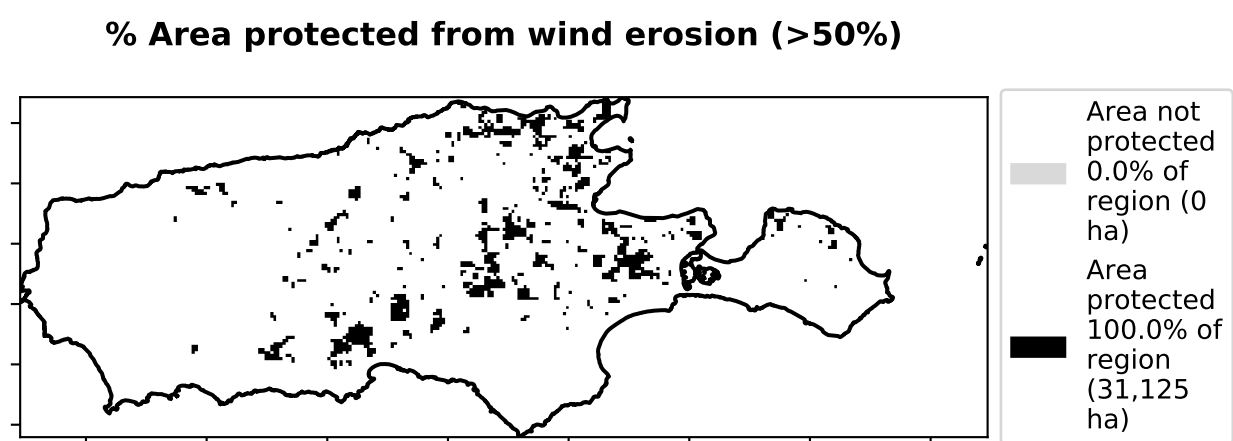 % Area protected from wind erosion (>50%)
Area not
protected
0.0% of
region (0
ha)
Area
protected
100.0% of
region
(31,125
ha)